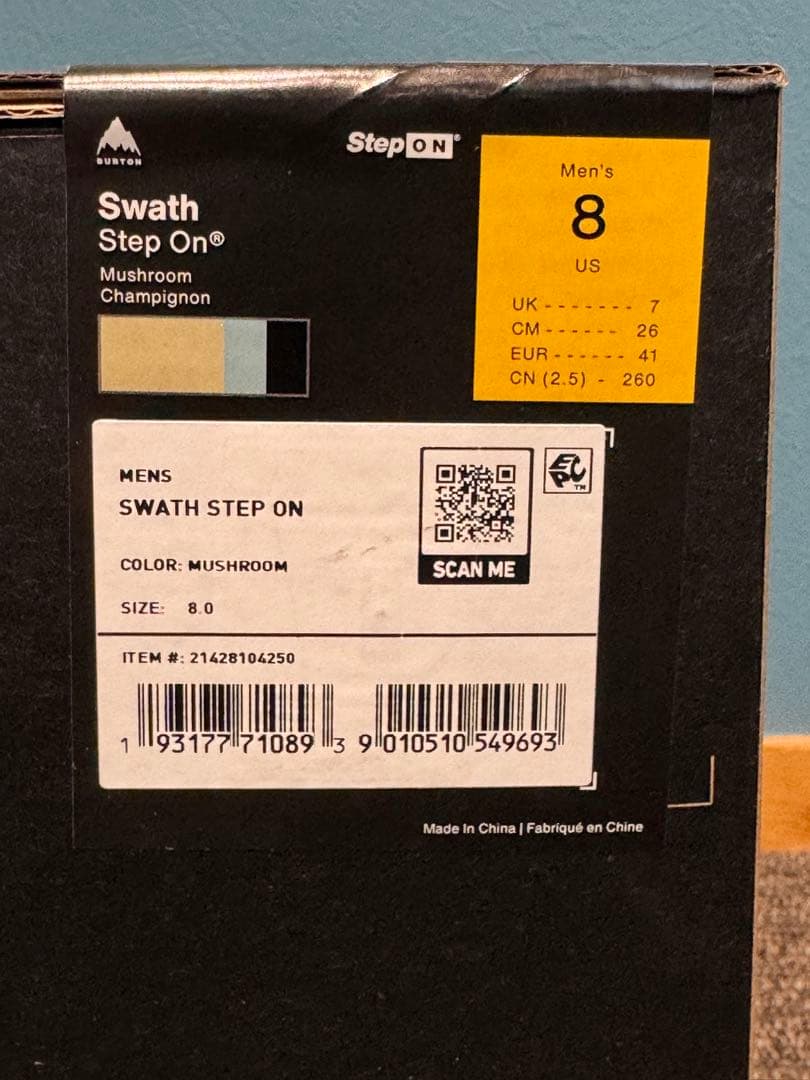 BURTON
StepON®
Swath
Step On®
Mushroom
Champignon
Men's
8
US
UK - - - - - - - 7
CM - - - - - - 26
EUR - - - - - - 41
CN (2.5) - 260
MENS
SWATH STEP ON
COLOR: MUSHROOM
SIZE: 8.0
SCAN ME
EPC™
ITEM #: 21428104250
1 93177 71089 3
9 010510 549693
Made In China | Fabriqué en Chine